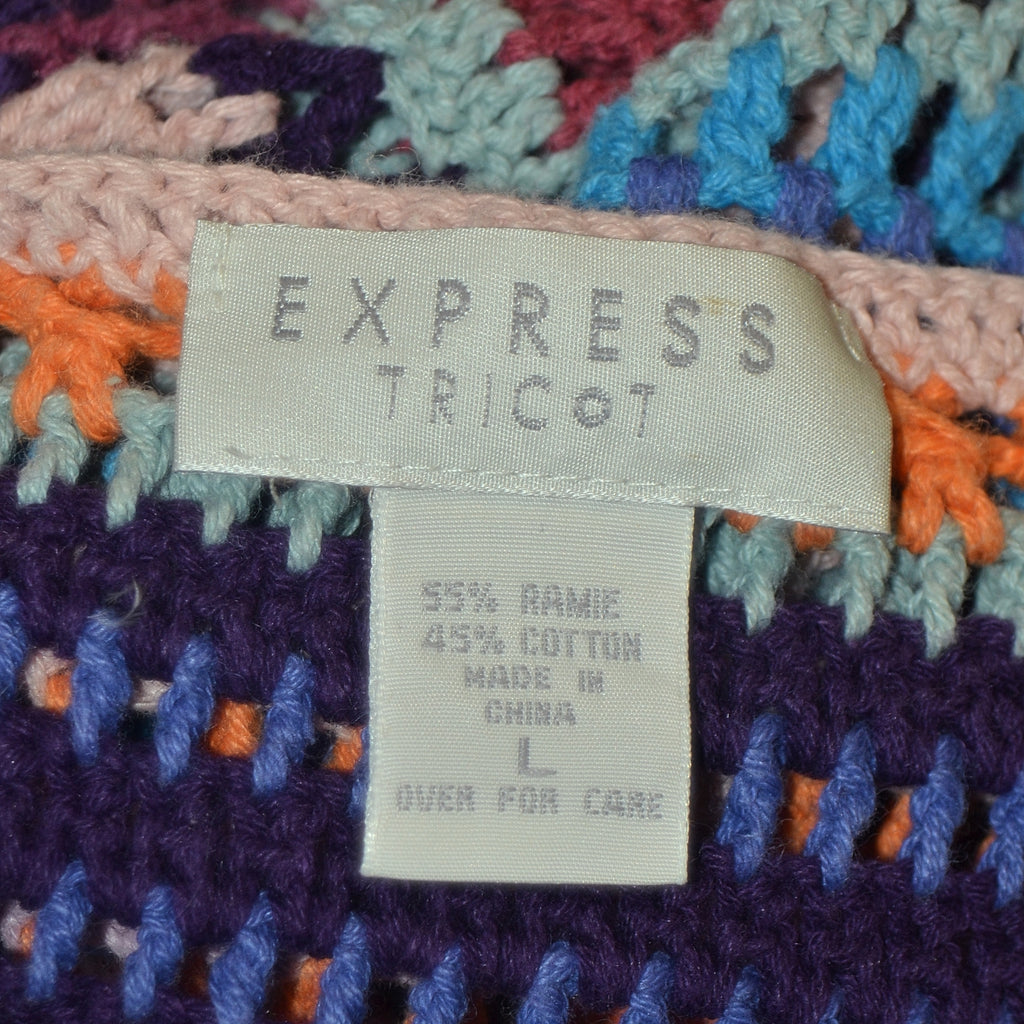 EXPRESS
TRICOT
55% RAMIE
45% COTTON
MADE IN
CHINA
L
OVER FOR CARE